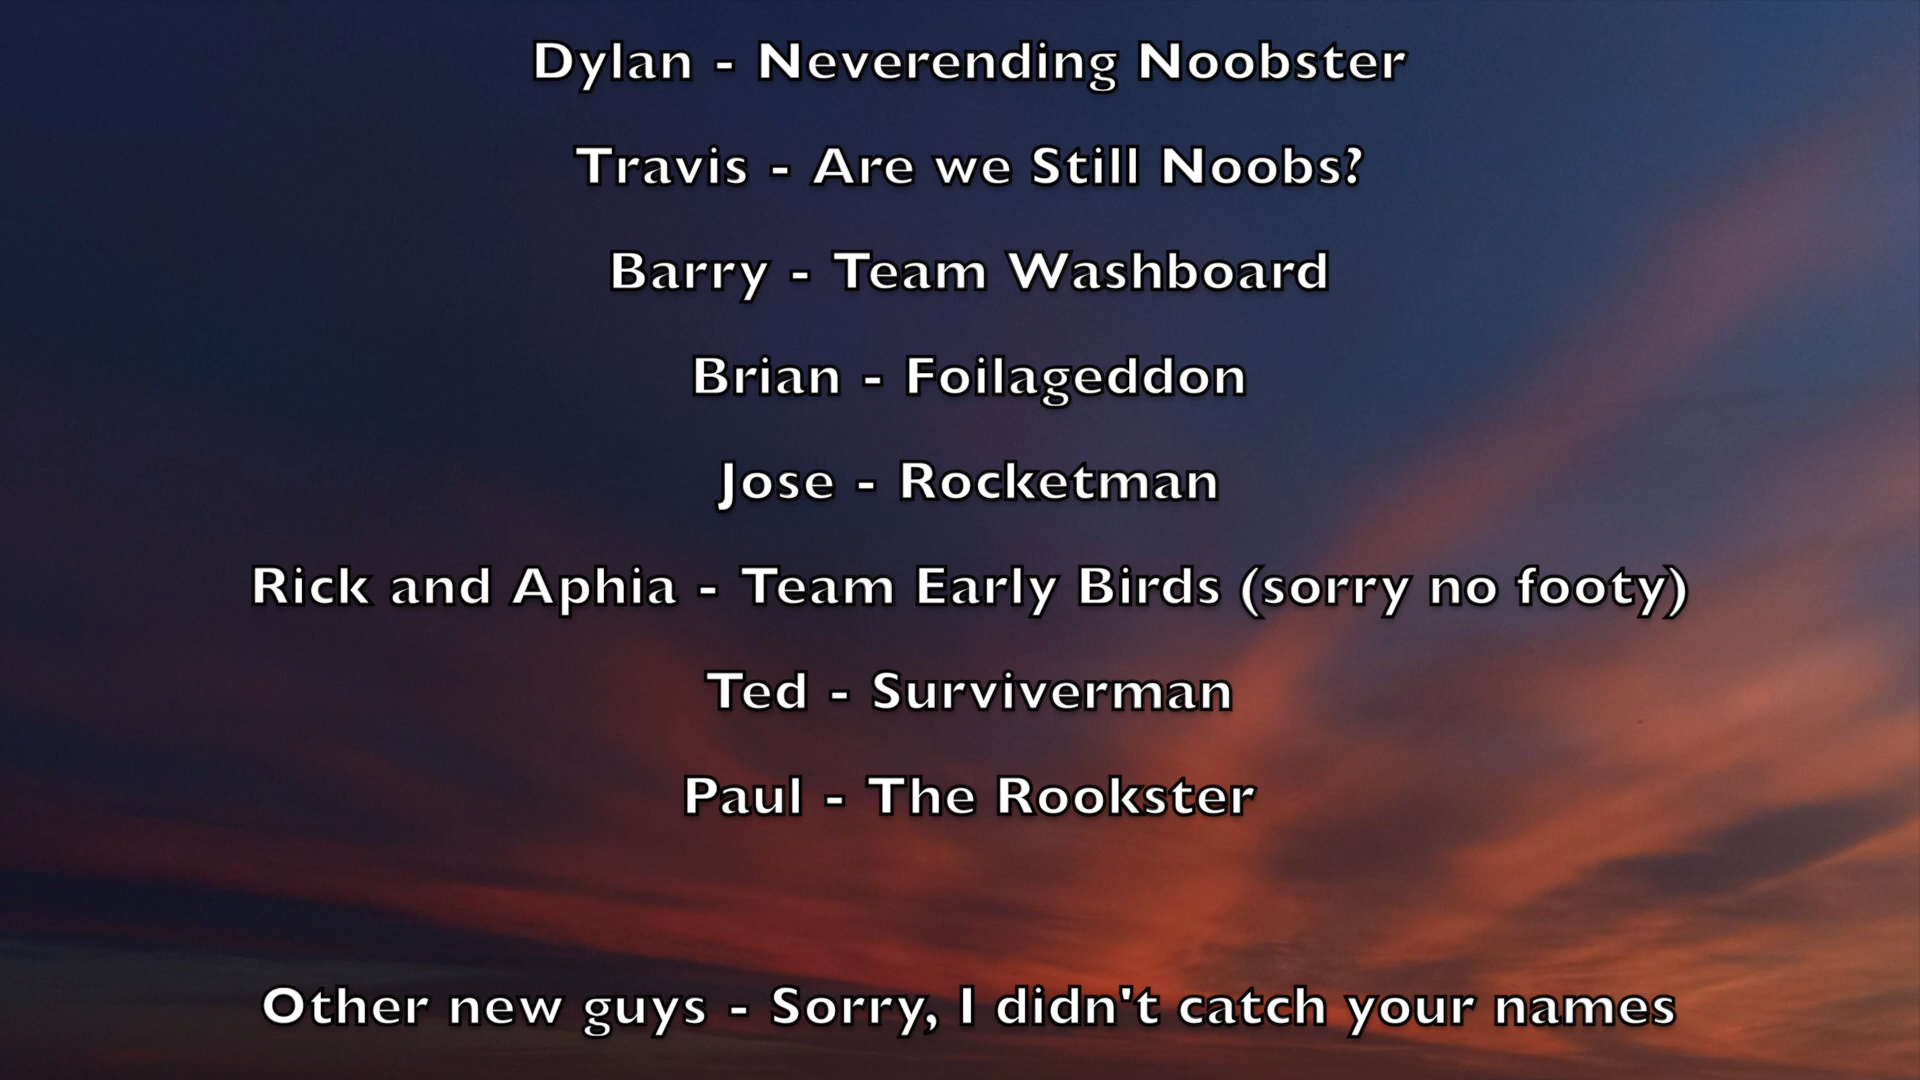 Dylan - Neverending Noobster
Travis - Are we Still Noobs?
Barry - Team Washboard
Brian - Foilageddon
Jose - Rocketman
Rick and Aphia - Team Early Birds (sorry no footy)
Ted - Surviverman
Paul - The Rookster
Other new guys - Sorry, I didn't catch your names